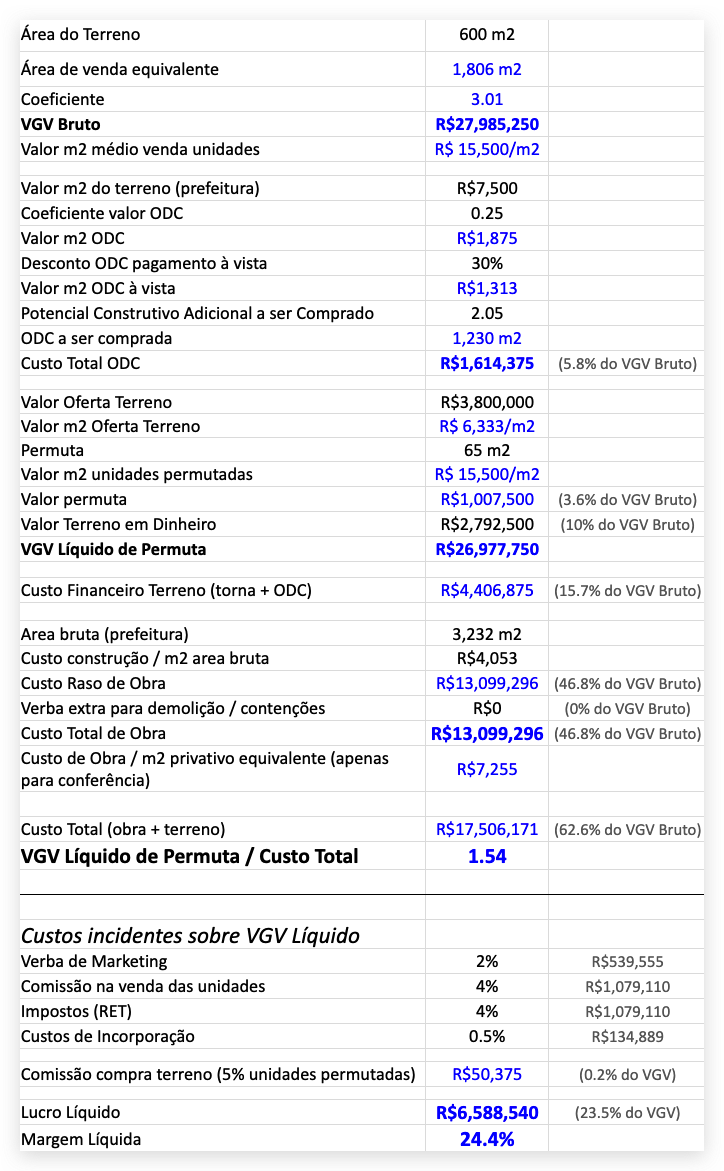 Área do Terreno 600 m2
Área de venda equivalente 1,806 m2
Coeficiente 3.01
VGV Bruto R$27,985,250
Valor m2 médio venda unidades R$ 15,500/m2
Valor m2 do terreno (prefeitura) R$7,500
Coeficiente valor ODC 0.25
Valor m2 ODC R$1,875
Desconto ODC pagamento à vista 30%
Valor m2 ODC à vista R$1,313
Potencial Construtivo Adicional a ser Comprado 2.05
ODC a ser comprada 1,230 m2
Custo Total ODC R$1,614,375 (5.8% do VGV Bruto)
Valor Oferta Terreno R$3,800,000
Valor m2 Oferta Terreno R$ 6,333/m2
Permuta 65 m2
Valor m2 unidades permutadas R$ 15,500/m2
Valor permuta R$1,007,500 (3.6% do VGV Bruto)
Valor Terreno em Dinheiro R$2,792,500 (10% do VGV Bruto)
VGV Líquido de Permuta R$26,977,750
Custo Financeiro Terreno (torna + ODC) R$4,406,875 (15.7% do VGV Bruto)
Area bruta (prefeitura) 3,232 m2
Custo construção / m2 area bruta R$4,053
Custo Raso de Obra R$13,099,296 (46.8% do VGV Bruto)
Verba extra para demolição / contenções R$0 (0% do VGV Bruto)
Custo Total de Obra R$13,099,296 (46.8% do VGV Bruto)
Custo de Obra / m2 privativo equivalente (apenas
para conferência) R$7,255
Custo Total (obra + terreno) R$17,506,171 (62.6% do VGV Bruto)
VGV Líquido de Permuta / Custo Total 1.54
Custos incidentes sobre VGV Líquido
Verba de Marketing 2% R$539,555
Comissão na venda das unidades 4% R$1,079,110
Impostos (RET) 4% R$1,079,110
Custos de Incorporação 0.5% R$134,889
Comissão compra terreno (5% unidades permutadas) R$50,375 (0.2% do VGV)
Lucro Líquido R$6,588,540 (23.5% do VGV)
Margem Líquida 24.4%